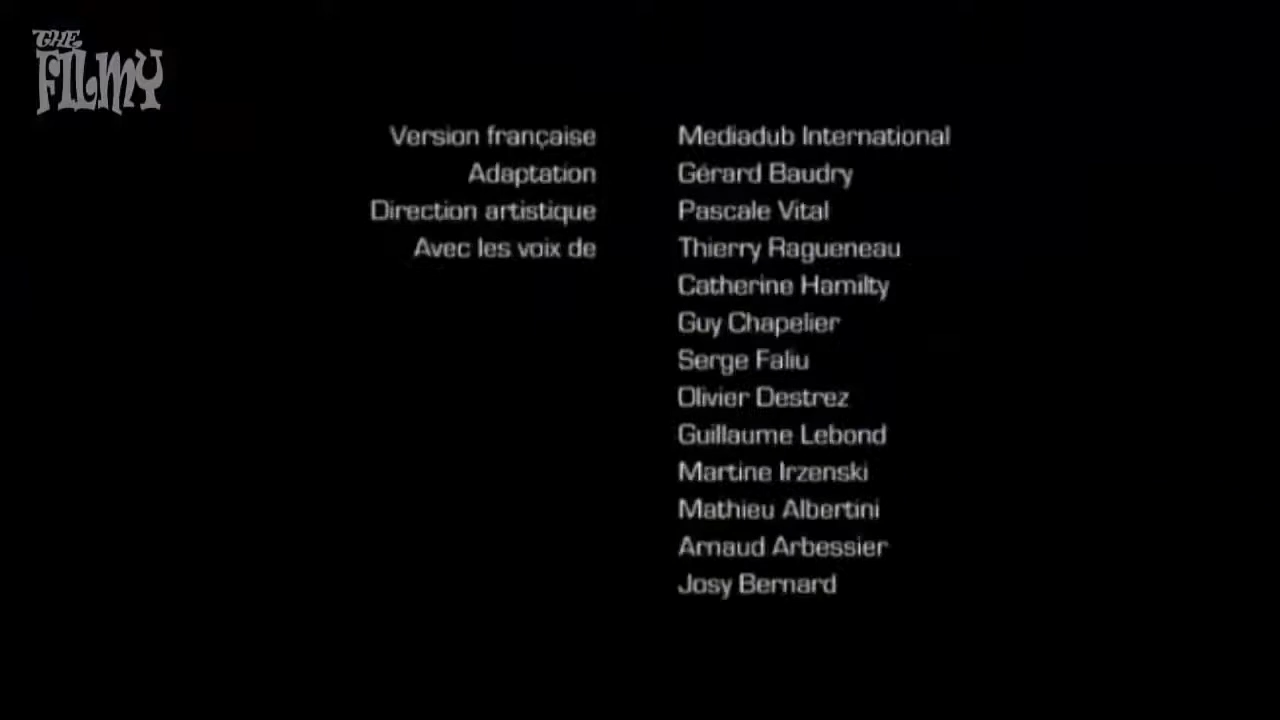 THE
FILMY
Version française Mediadub International
Adaptation Gérard Baudry
Direction artistique Pascale Vital
Avec les voix de Thierry Ragueneau
Catherine Hamilty
Guy Chapelier
Serge Faliu
Olivier Destrez
Guillaume Lebond
Martine Irzenski
Mathieu Albertini
Arnaud Arbessier
Josy Bernard